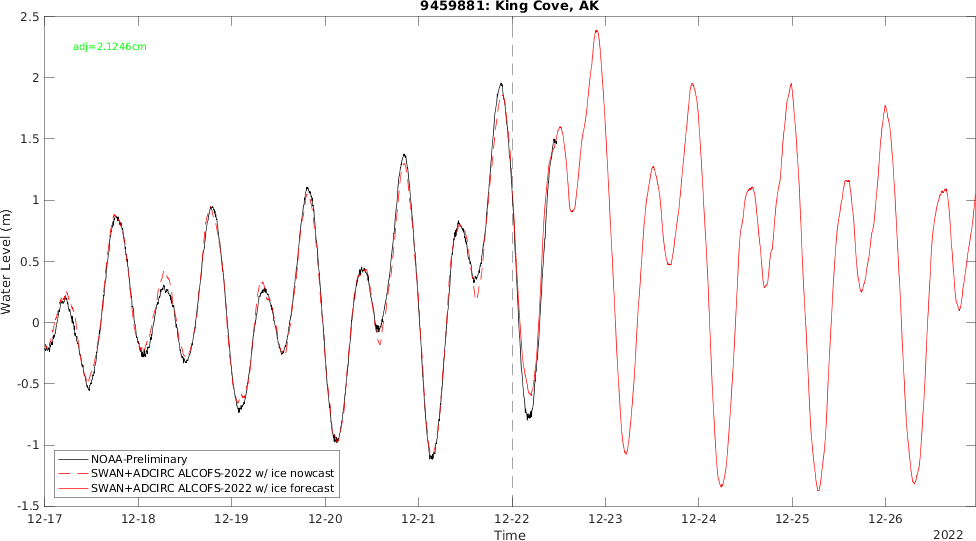 9459881: King Cove, AK
adj=2.1246cm
2.5
2
1.5
1
0.5
0
-0.5
-1
-1.5
Water Level (m)
NOAA-Preliminary
SWAN+ADCIRC ALCOFS-2022 w/ ice nowcast
SWAN+ADCIRC ALCOFS-2022 w/ ice forecast
12-17 12-18 12-19 12-20 12-21 12-22 12-23 12-24 12-25 12-26
Time
2022